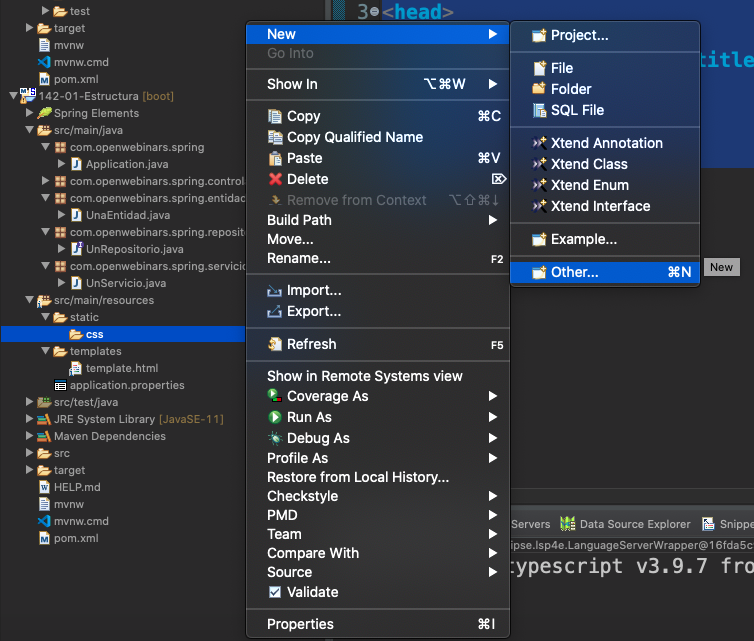 test
target
mvnw
mvnw.cmd
pom.xml
142-01-Estructura [boot]
Spring Elements
src/main/java
com.openwebinars.spring
Application.java
com.openwebinars.spring.control
com.openwebinars.spring.entidad
UnaEntidad.java
com.openwebinars.spring.reposit
UnRepositorio.java
com.openwebinars.spring.servicio
UnServicio.java
src/main/resources
static
css
templates
template.html
application.properties
src/test/java
JRE System Library [JavaSE-11]
Maven Dependencies
src
target
HELP.md
mvnw
mvnw.cmd
pom.xml
New
Go Into
Show In ⌥⌘W
Copy ⌘C
Copy Qualified Name
Paste ⌘V
Delete ⌦
Remove from Context ⌥⇧⌘↓
Build Path
Move...
Rename... F2
Import...
Export...
Refresh F5
Show in Remote Systems view
Coverage As
Run As
Debug As
Profile As
Restore from Local History...
Checkstyle
PMD
Team
Compare With
Source
Validate
Properties ⌘I
3 <head>
title
Project...
File
Folder
SQL File
Xtend Annotation
Xtend Class
Xtend Enum
Xtend Interface
Example...
Other... ⌘N
New
Servers Data Source Explorer Snippe
ipse.lsp4e.LanguageServerWrapper@16fda5c
typescript v3.9.7 fro